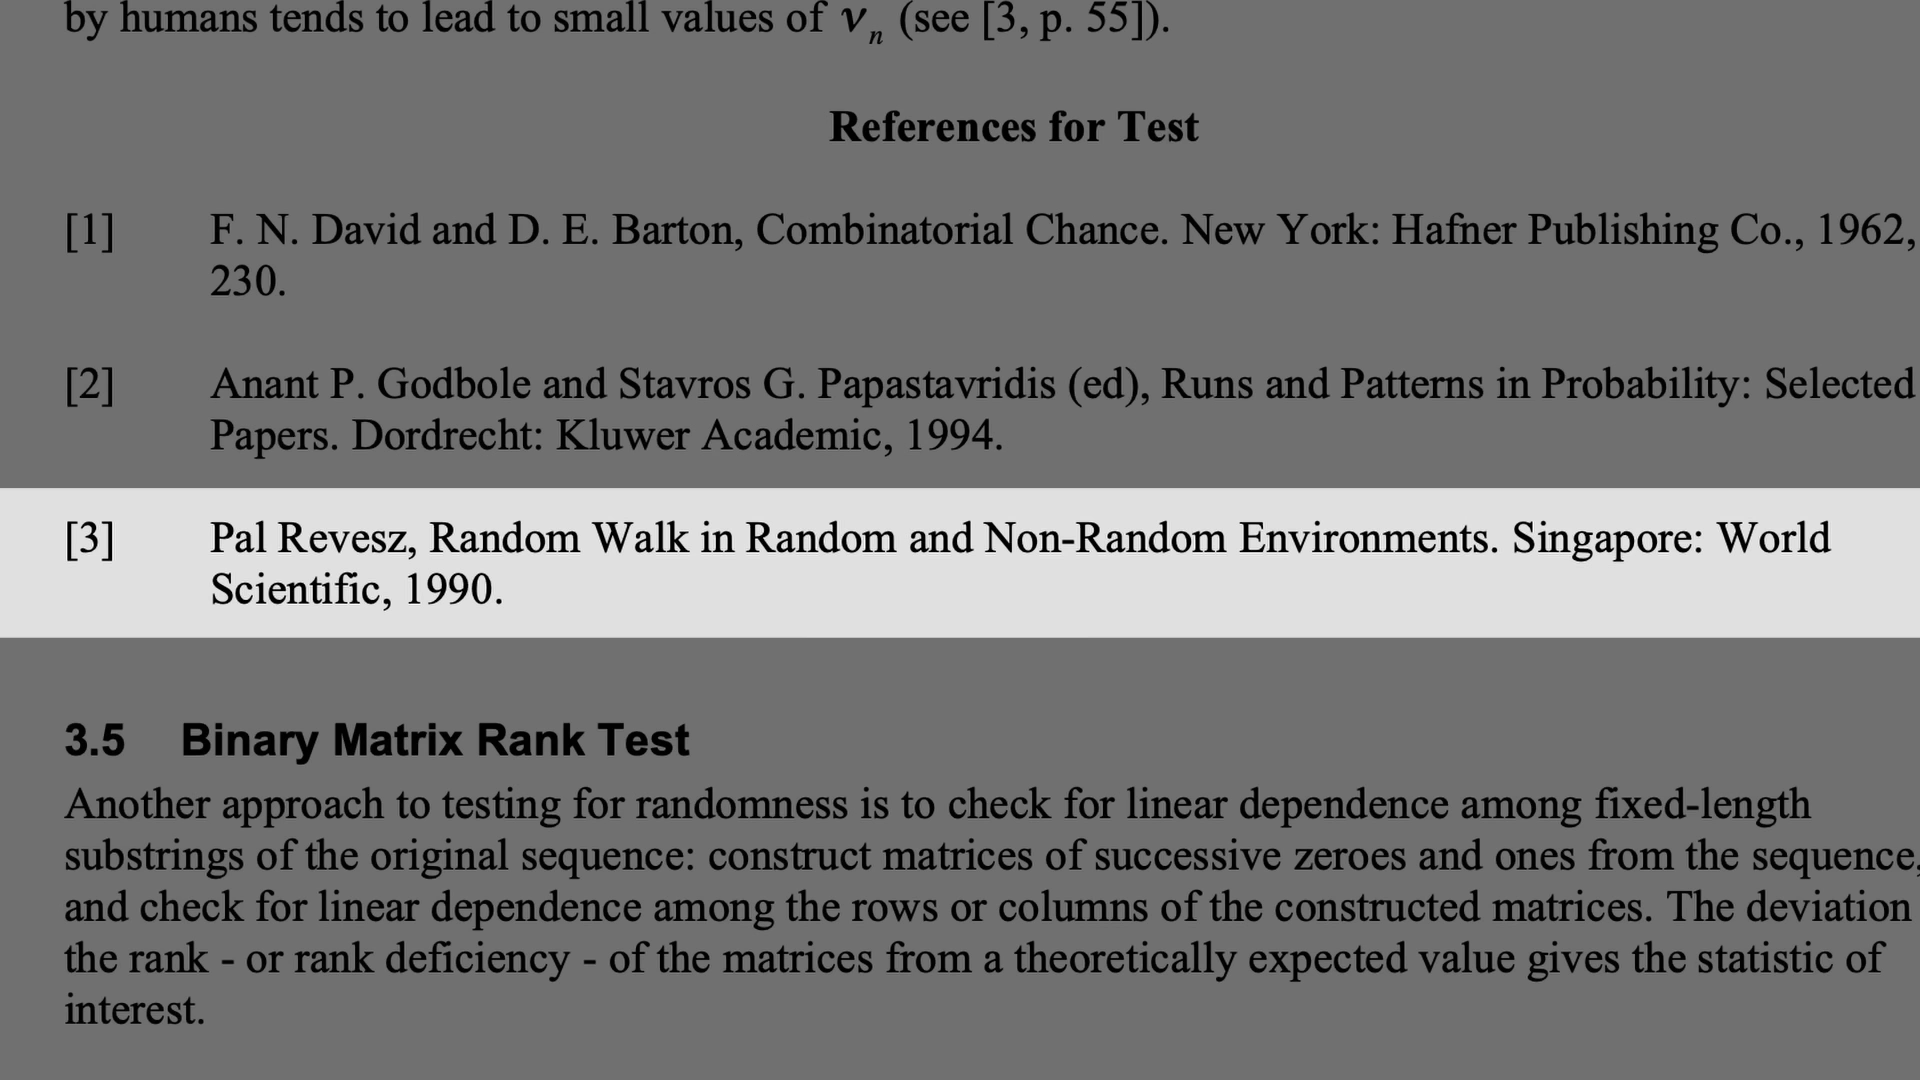 by humans tends to lead to small values of νn (see [3, p. 55]).
References for Test
[1] F. N. David and D. E. Barton, Combinatorial Chance. New York: Hafner Publishing Co., 1962,
230.
[2] Anant P. Godbole and Stavros G. Papastavridis (ed), Runs and Patterns in Probability: Selected
Papers. Dordrecht: Kluwer Academic, 1994.
[3] Pal Revesz, Random Walk in Random and Non-Random Environments. Singapore: World
Scientific, 1990.
3.5 Binary Matrix Rank Test
Another approach to testing for randomness is to check for linear dependence among fixed-length
substrings of the original sequence: construct matrices of successive zeroes and ones from the sequence,
and check for linear dependence among the rows or columns of the constructed matrices. The deviation
the rank - or rank deficiency - of the matrices from a theoretically expected value gives the statistic of
interest.